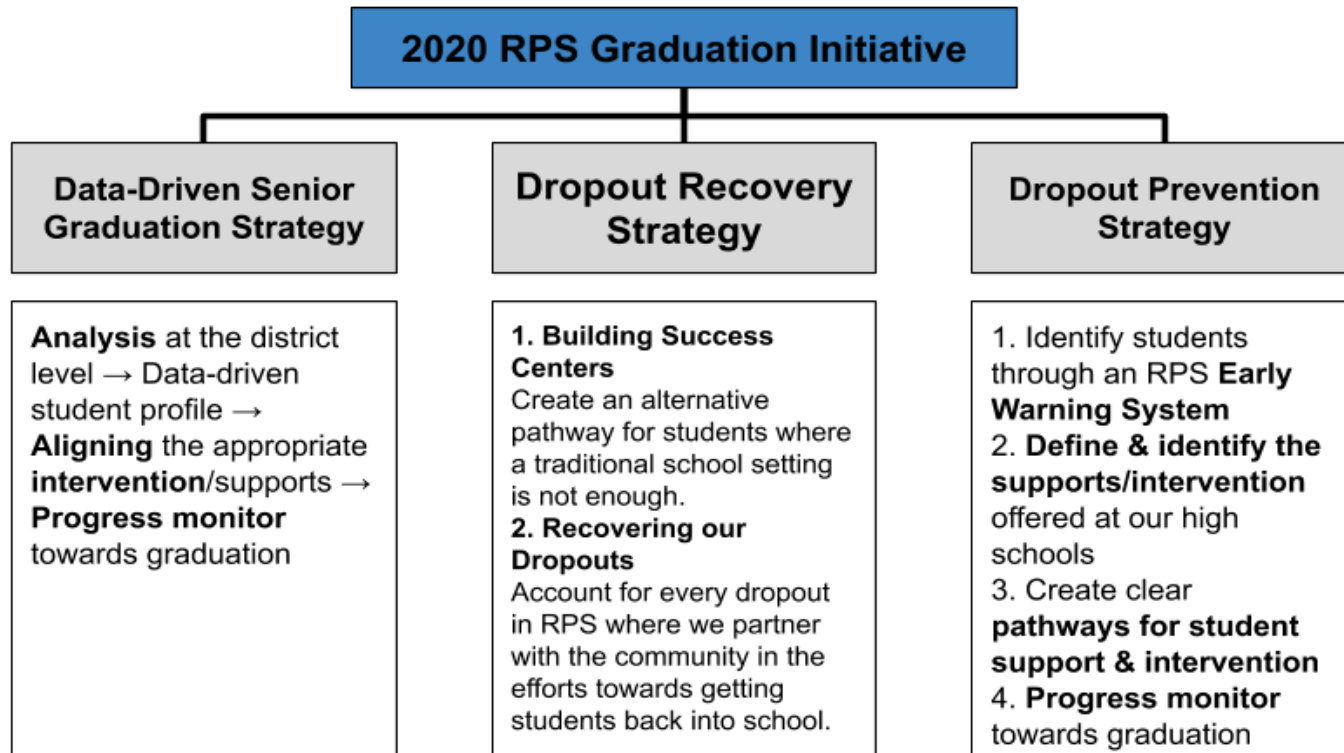 2020 RPS Graduation Initiative
Data-Driven Senior
Graduation Strategy
Analysis at the district
level → Data-driven
student profile →
Aligning the appropriate
intervention/supports →
Progress monitor
towards graduation
Dropout Recovery
Strategy
1. Building Success
Centers
Create an alternative
pathway for students where
a traditional school setting
is not enough.
2. Recovering our
Dropouts
Account for every dropout
in RPS where we partner
with the community in the
efforts towards getting
students back into school.
Dropout Prevention
Strategy
1. Identify students
through an RPS Early
Warning System
2. Define & identify the
supports/intervention
offered at our high
schools
3. Create clear
pathways for student
support & intervention
4. Progress monitor
towards graduation